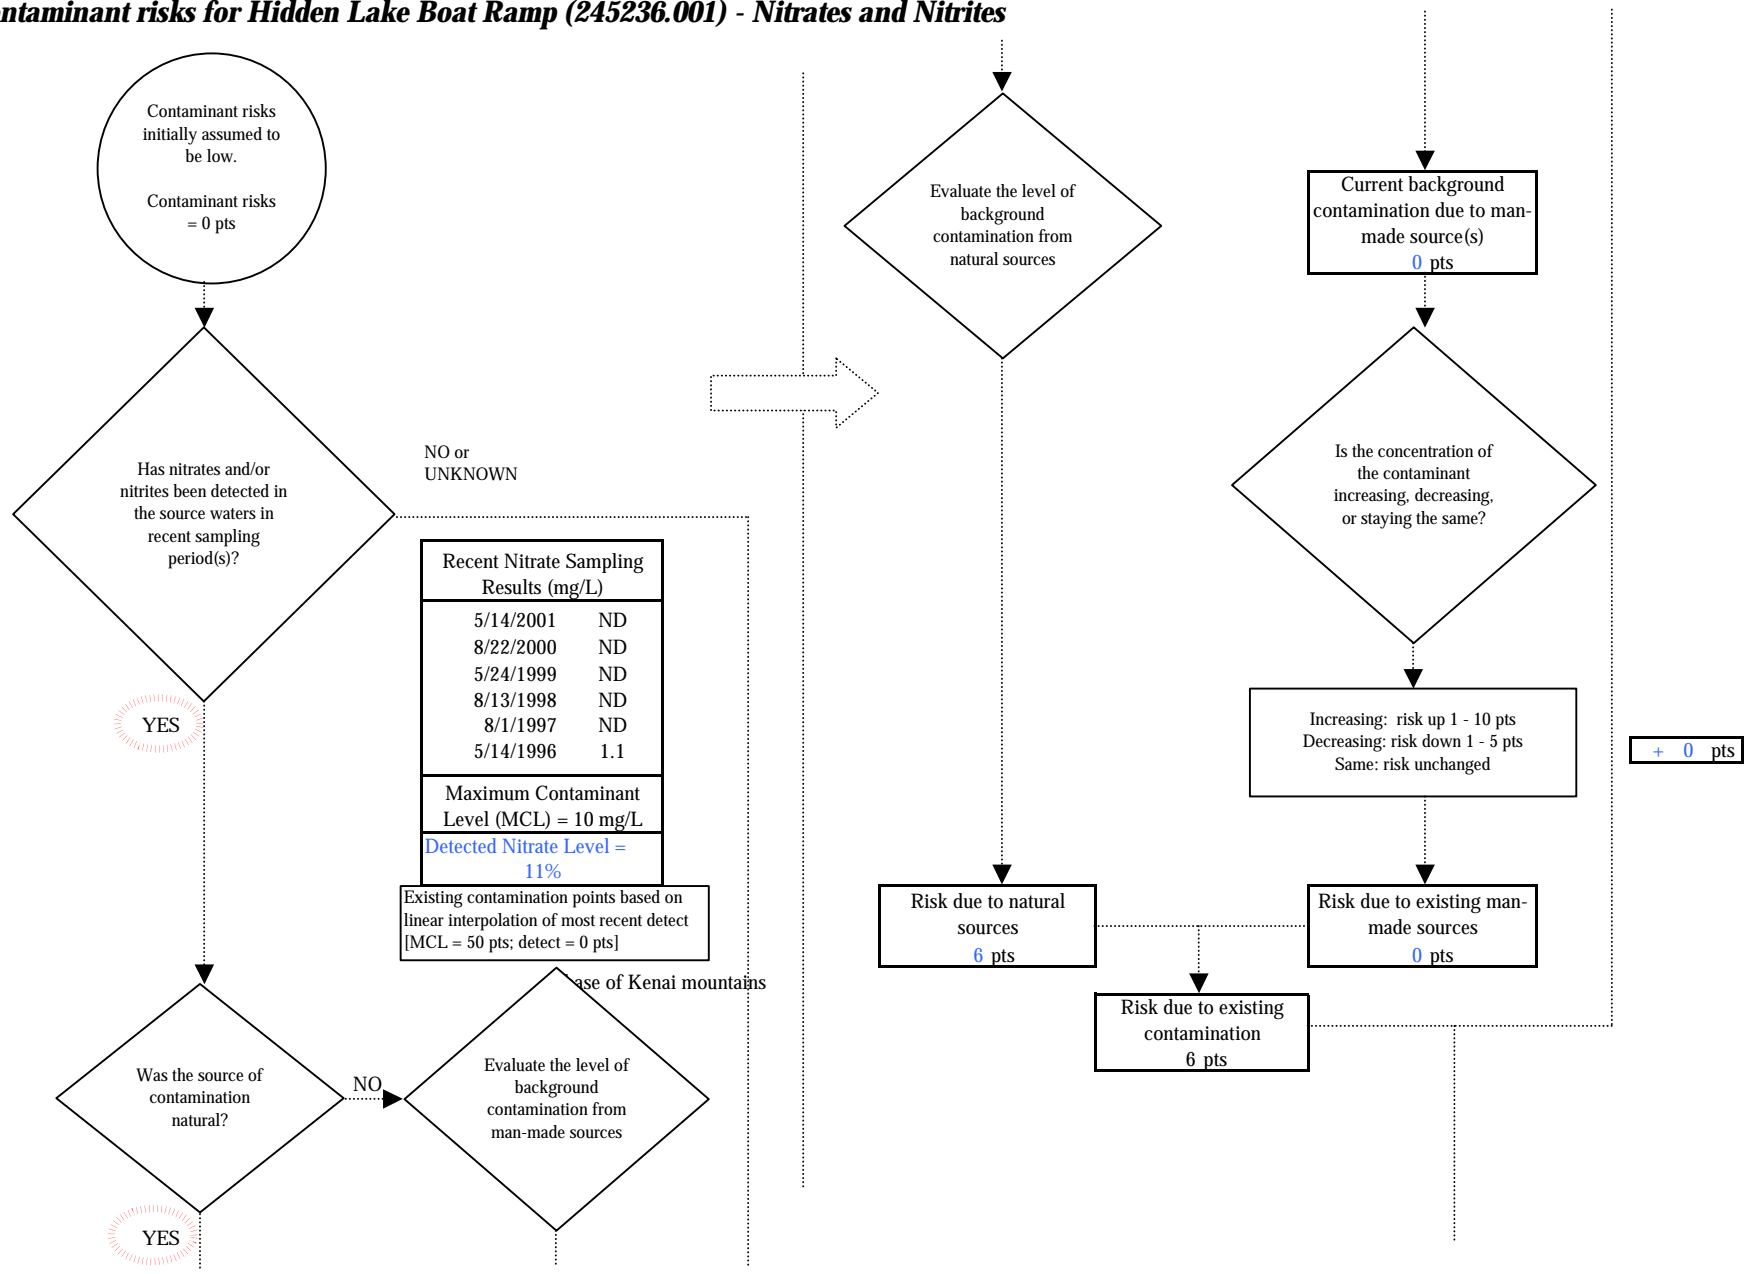 ntaminant risks for Hidden Lake Boat Ramp (245236.001) - Nitrates and Nitrites
Contaminant risks
initially assumed to
be low.
Contaminant risks
= 0 pts
Has nitrates and/or
nitrites been detected in
the source waters in
recent sampling
period(s)?
NO or
UNKNOWN
YES
Recent Nitrate Sampling
Results (mg/L)
5/14/2001 ND
8/22/2000 ND
5/24/1999 ND
8/13/1998 ND
8/1/1997 ND
5/14/1996 1.1
Maximum Contaminant
Level (MCL) = 10 mg/L
Detected Nitrate Level =
11%
Existing contamination points based on
linear interpolation of most recent detect
[MCL = 50 pts; detect = 0 pts]
ase of Kenai mountains
Was the source of
contamination
natural?
NO
YES
Evaluate the level of
background
contamination from
man-made sources
Evaluate the level of
background
contamination from
natural sources
Risk due to natural
sources
6 pts
Current background
contamination due to man-
made source(s)
0 pts
Is the concentration of
the contaminant
increasing, decreasing,
or staying the same?
Increasing: risk up 1 - 10 pts
Decreasing: risk down 1 - 5 pts
Same: risk unchanged
Risk due to existing man-
made sources
0 pts
Risk due to existing
contamination
6 pts
+ 0 pts